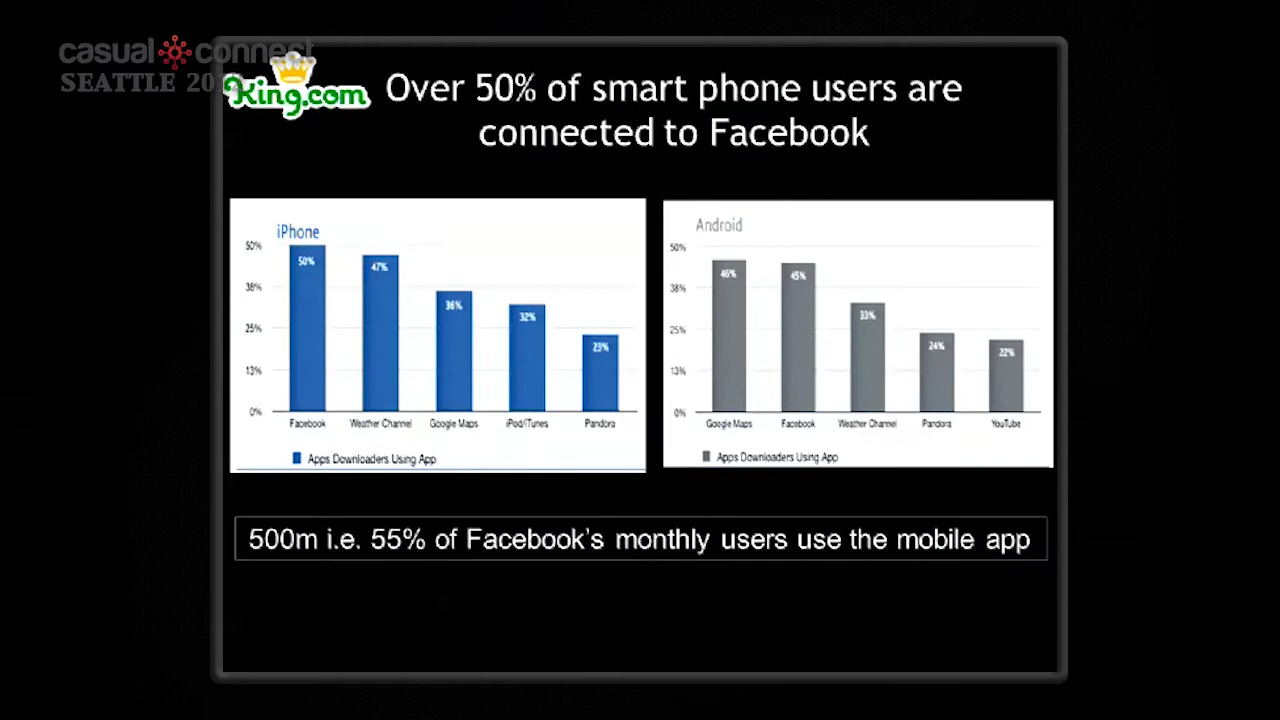 casual connect
SEATTLE 20
King.com
Over 50% of smart phone users are
connected to Facebook
iPhone
50%
38%
25%
13%
0%
50%
47%
36%
32%
23%
Facebook
Weather Channel
Google Maps
iPod/iTunes
Pandora
Apps Downloaders Using App
Android
50%
38%
25%
13%
0%
46%
45%
33%
24%
22%
Google Maps
Facebook
Weather Channel
Pandora
YouTube
Apps Downloaders Using App
500m i.e. 55% of Facebook's monthly users use the mobile app